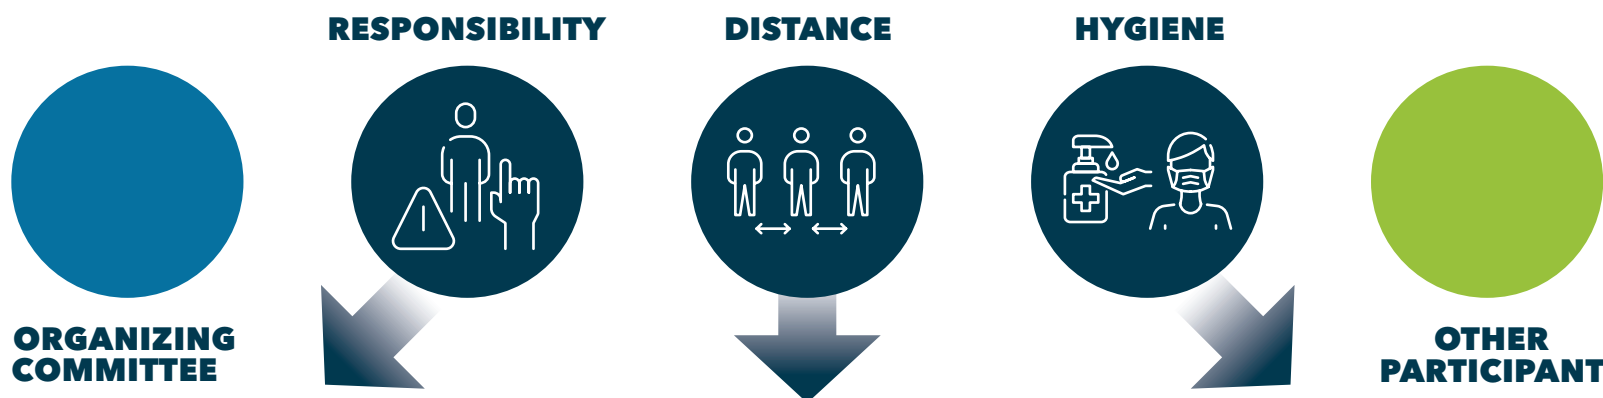 RESPONSIBILITY
DISTANCE
HYGIENE
ORGANIZING
COMMITTEE
OTHER
PARTICIPANT